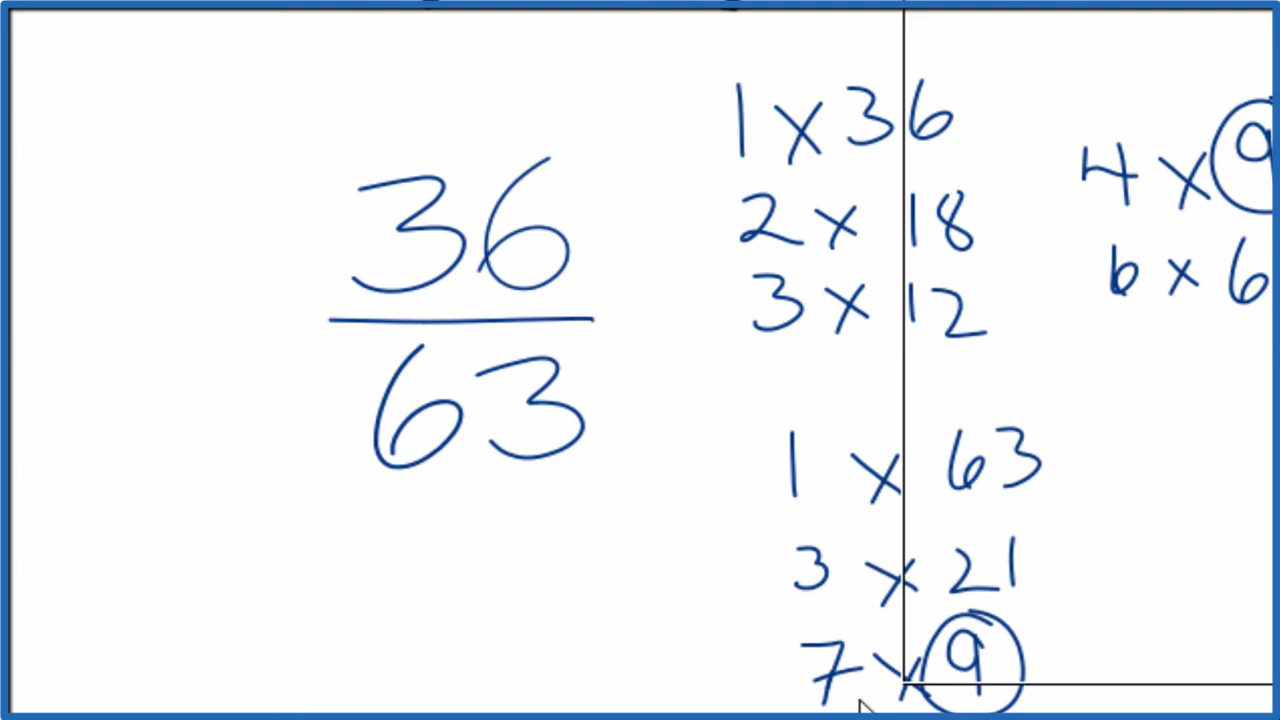 36
63
1 x 36
2 x 18
3 x 12
4 x 9
6 x 6
1 x 63
3 x 21
7 x 9